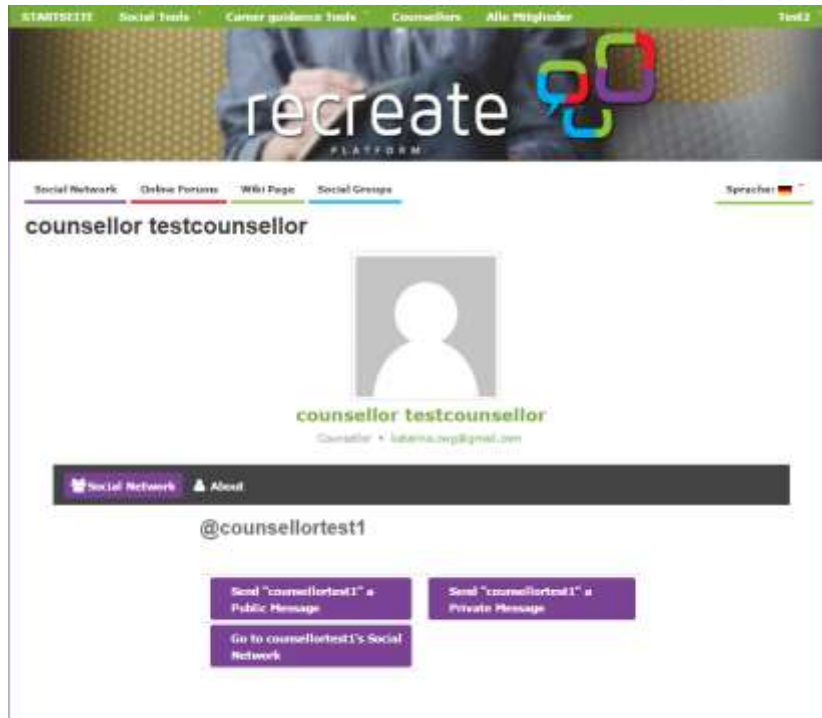 STARTSEITE Social Tools Career guidance Tools Counsellors Alle Mitglieder Test2
recreate
PLATFORM
Social Network Online Forums Wiki Page Social Groups Sprache:
counsellor testcounsellor
counsellor testcounsellor
Counsellor •
Social Network About
@counsellortest1
Send "counsellortest1" a Send "counsellortest1" a
Public Message Private Message
Go to counsellortest1's Social
Network